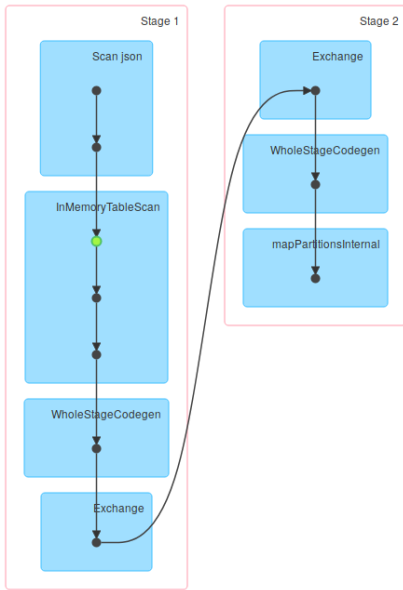 Stage 1
Scan json
InMemoryTableScan
WholeStageCodegen
Exchange
Stage 2
Exchange
WholeStageCodegen
mapPartitionsInternal